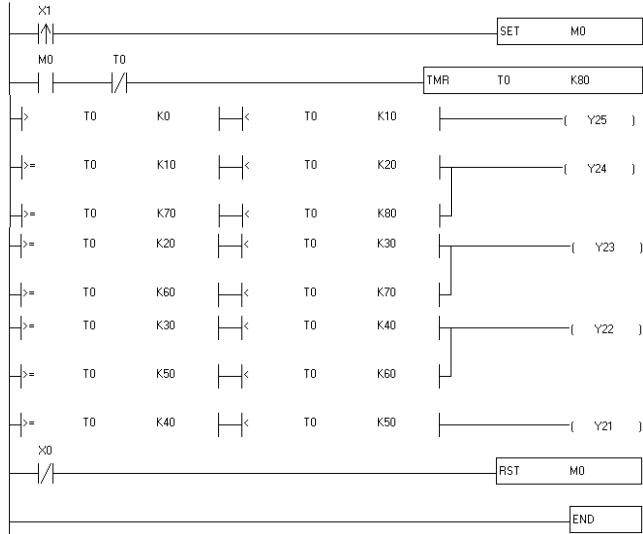 X1
SET M0
M0 T0
TMR T0 K80
> T0 K0 < T0 K10 ( Y25 )
>= T0 K10 < T0 K20 ( Y24 )
>= T0 K70 < T0 K80
>= T0 K20 < T0 K30 ( Y23 )
>= T0 K60 < T0 K70
>= T0 K30 < T0 K40 ( Y22 )
>= T0 K50 < T0 K60
>= T0 K40 < T0 K50 ( Y21 )
X0
RST M0
END